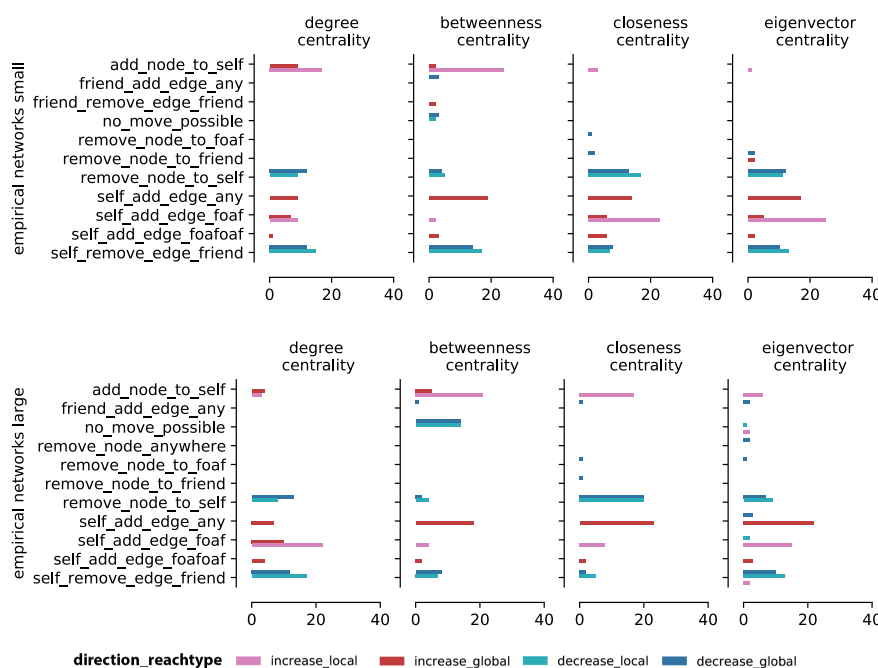 degree centrality
betweenness centrality
closeness centrality
eigenvector centrality
empirical networks small
add_node_to_self
friend_add_edge_any
friend_remove_edge_friend
no_move_possible
remove_node_to_foaf
remove_node_to_friend
remove_node_to_self
self_add_edge_any
self_add_edge_foaf
self_add_edge_foafoaf
self_remove_edge_friend
0 20 40 0 20 40 0 20 40 0 20 40
degree centrality
betweenness centrality
closeness centrality
eigenvector centrality
empirical networks large
add_node_to_self
friend_add_edge_any
no_move_possible
remove_node_anywhere
remove_node_to_foaf
remove_node_to_friend
remove_node_to_self
self_add_edge_any
self_add_edge_foaf
self_add_edge_foafoaf
self_remove_edge_friend
0 20 40 0 20 40 0 20 40 0 20 40
direction_reachtype increase_local increase_global decrease_local decrease_global